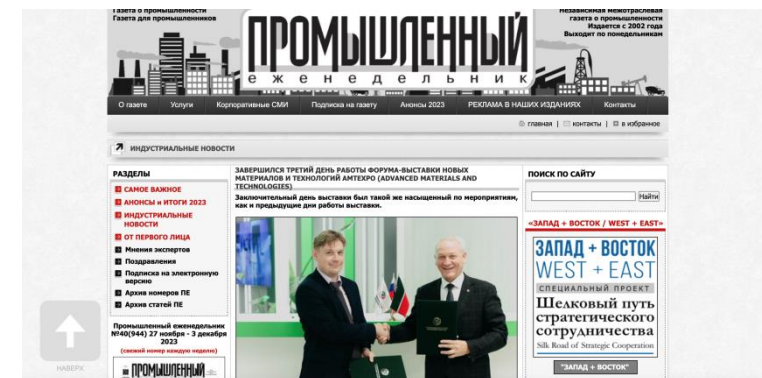 Газета о промышленности
Газета для промышленников
Независимая межотраслевая
газета о промышленности
Издается с 2002 года
Выходит по понедельникам
ПРОМЫШЛЕННЫЙ
еженедельник
О газете Услуги Корпоративные СМИ Подписка на газету Анонсы 2023 РЕКЛАМА В НАШИХ ИЗДАНИЯХ Контакты
главная | контакты | в избранное
ИНДУСТРИАЛЬНЫЕ НОВОСТИ
РАЗДЕЛЫ
САМОЕ ВАЖНОЕ
АНОНСЫ и ИТОГИ 2023
ИНДУСТРИАЛЬНЫЕ
НОВОСТИ
ОТ ПЕРВОГО ЛИЦА
Мнения экспертов
Поздравления
Подписка на электронную
версию
Архив номеров ПЕ
Архив статей ПЕ
Промышленный еженедельник
№40(944) 27 ноября - 3 декабря
2023
(свежий номер каждую неделю)
ПРОМЫШЛЕННЫЙ
НАВЕРХ
ЗАВЕРШИЛСЯ ТРЕТИЙ ДЕНЬ РАБОТЫ ФОРУМА-ВЫСТАВКИ НОВЫХ
МАТЕРИАЛОВ И ТЕХНОЛОГИЙ АМТЕХРО (ADVANCED MATERIALS AND
TECHNOLOGIES)
Заключительный день выставки был такой же насыщенный по мероприятиям,
как и предыдущие дни работы выставки.
ПОИСК ПО САЙТУ
Найти
«ЗАПАД + ВОСТОК / WEST + EAST»
ЗАПАД + ВОСТОК
WEST + EAST
СПЕЦИАЛЬНЫЙ ПРОЕКТ
Шелковый путь
стратегического
сотрудничества
Silk Road of Strategic Cooperation
"ЗАПАД + ВОСТОК"